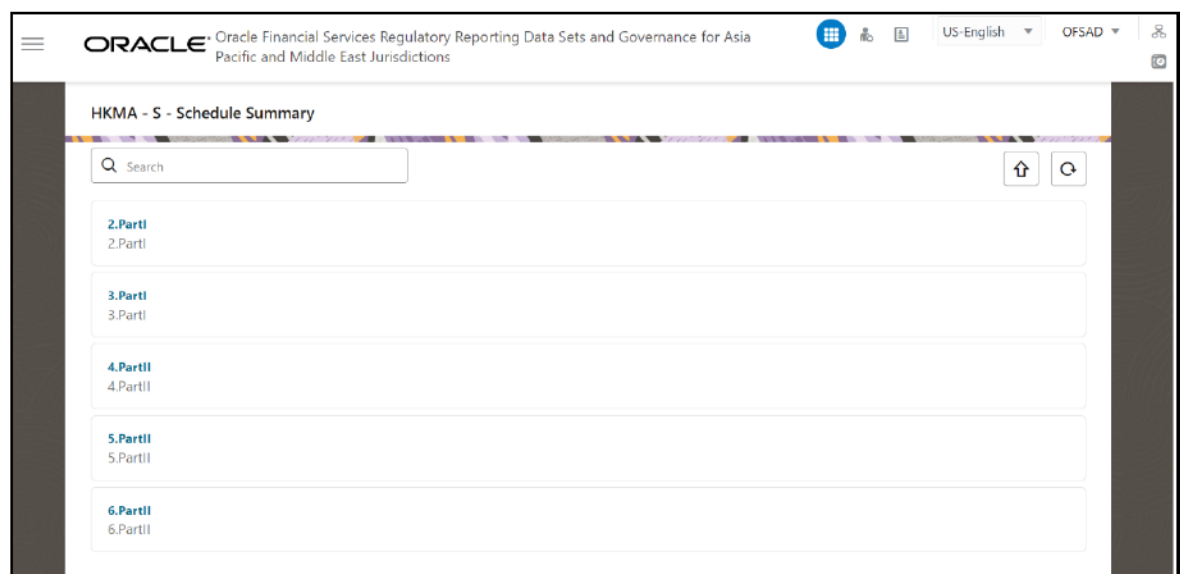 ORACLE® Oracle Financial Services Regulatory Reporting Data Sets and Governance for Asia
Pacific and Middle East Jurisdictions
US-English
OFSAD
HKMA - S - Schedule Summary
Search
2.PartI
2.PartI
3.PartI
3.PartI
4.PartII
4.PartII
5.PartII
5.PartII
6.PartII
6.PartII